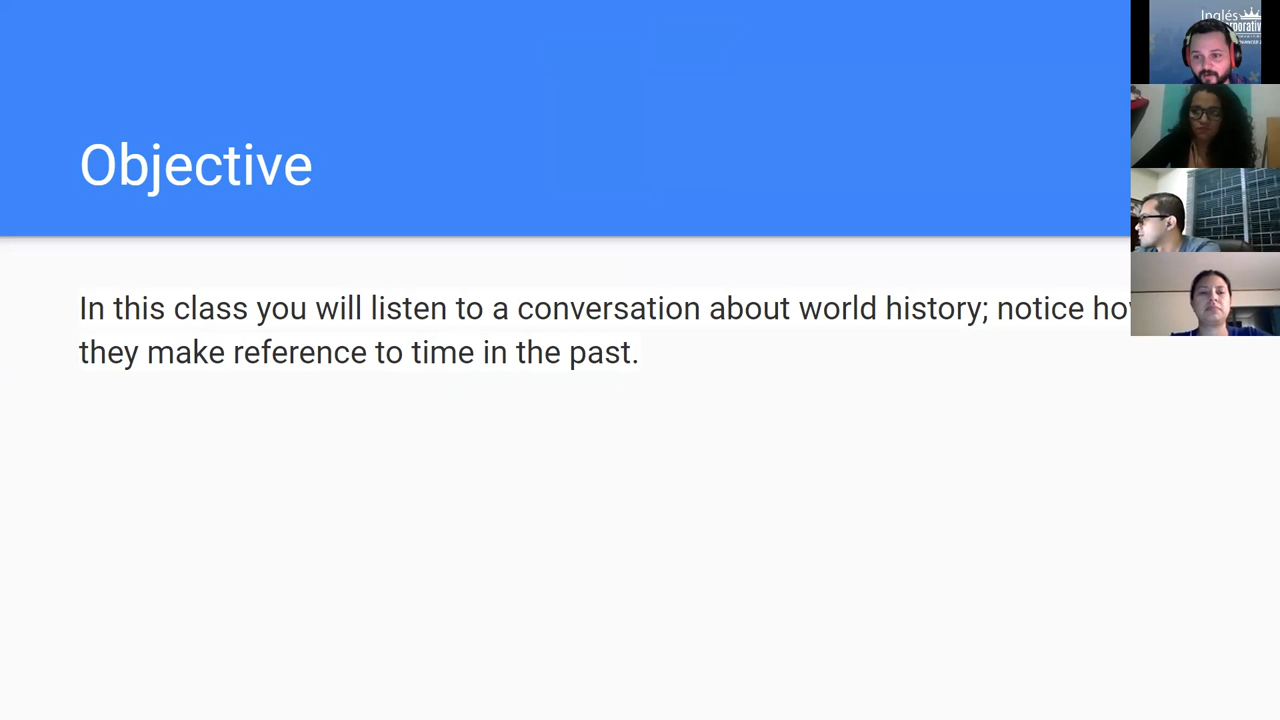 Objective
In this class you will listen to a conversation about world history; notice
they make reference to time in the past.
Inglés